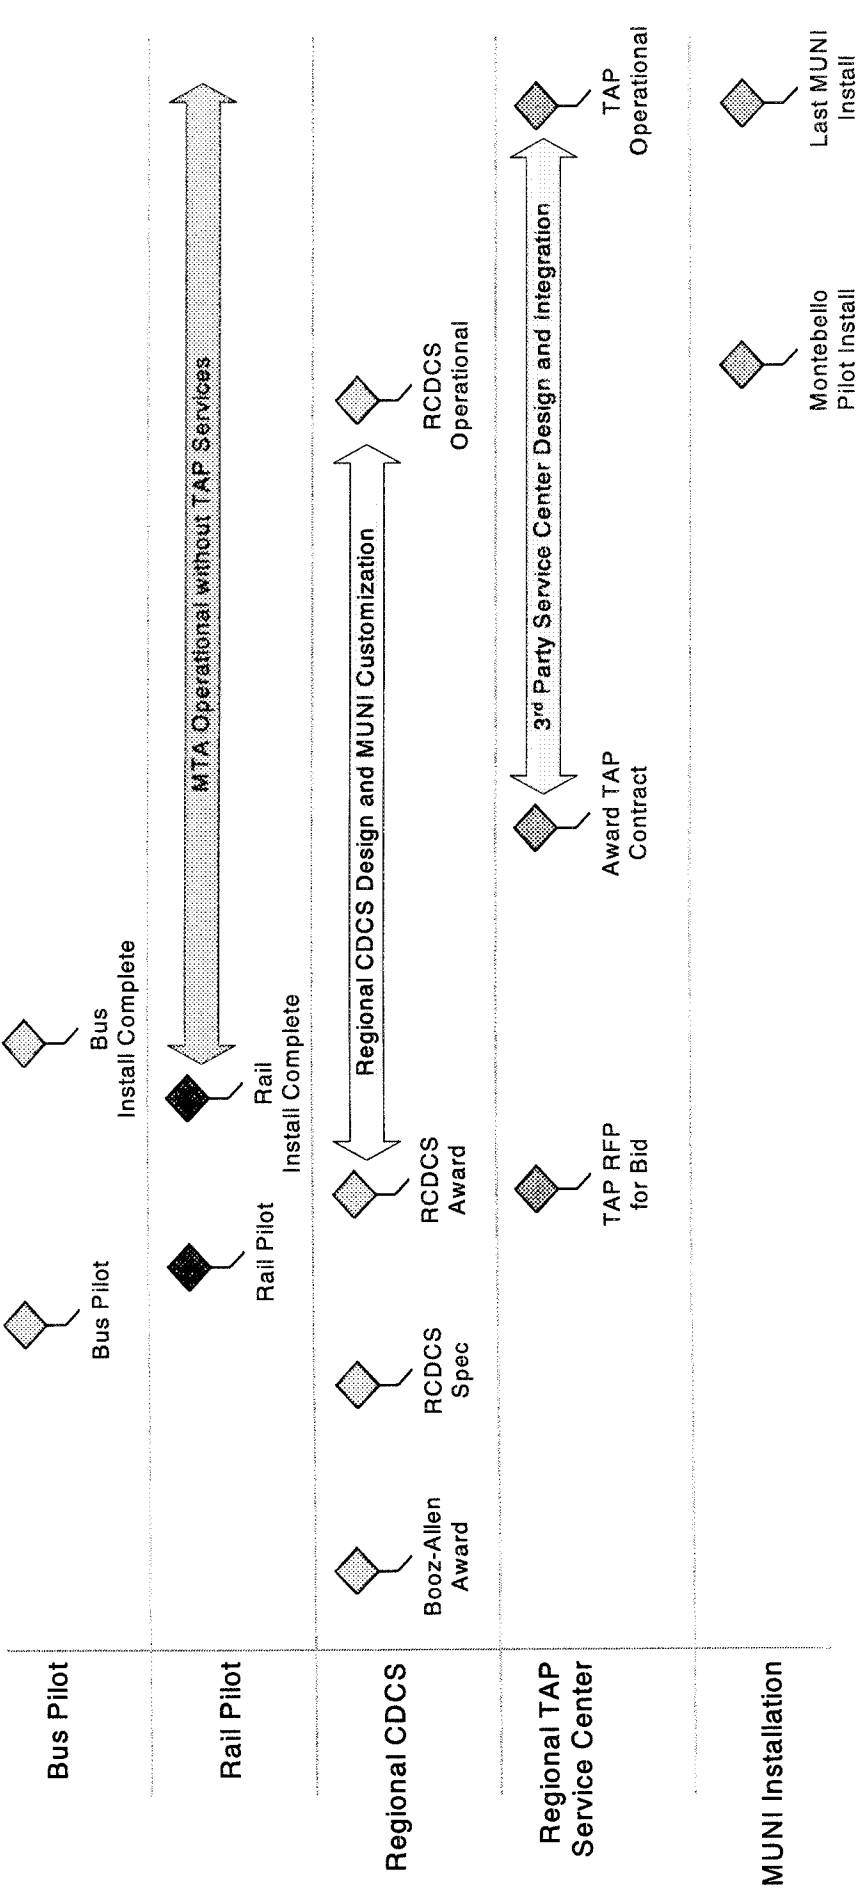 Bus Pilot
Bus Pilot
Bus
Install Complete
Rail Pilot
Rail Pilot
Rail
Install Complete
MTA Operational without TAP Services
Regional CDCS
Booz-Allen
Award
RCDCS
Spec
RCDCS
Award
Regional CDCS Design and MUNI Customization
RCDCS
Operational
Regional TAP
Service Center
TAP RFP
for Bid
Award TAP
Contract
3rd Party Service Center Design and Integration
TAP
Operational
MUNI Installation
Montebello
Pilot Install
Last MUNI
Install